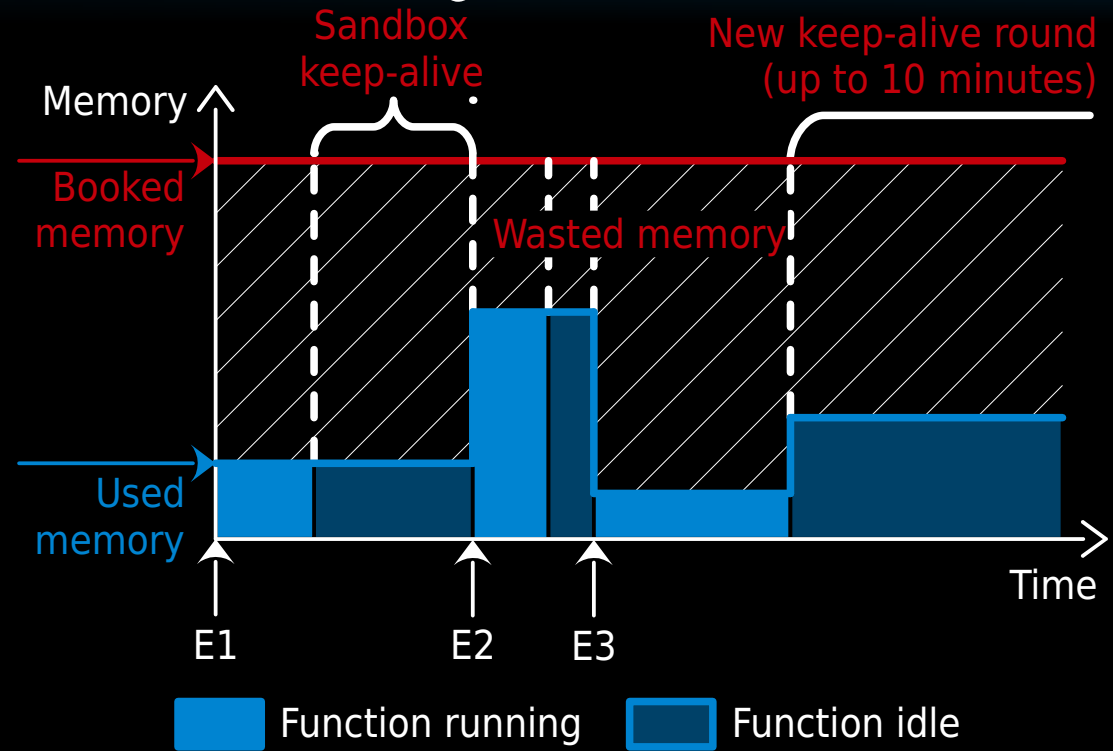 Sandbox
keep-alive
New keep-alive round
(up to 10 minutes)
Memory
Booked
memory
Wasted memory
Used
memory
Time
E1
E2
E3
Function running
Function idle